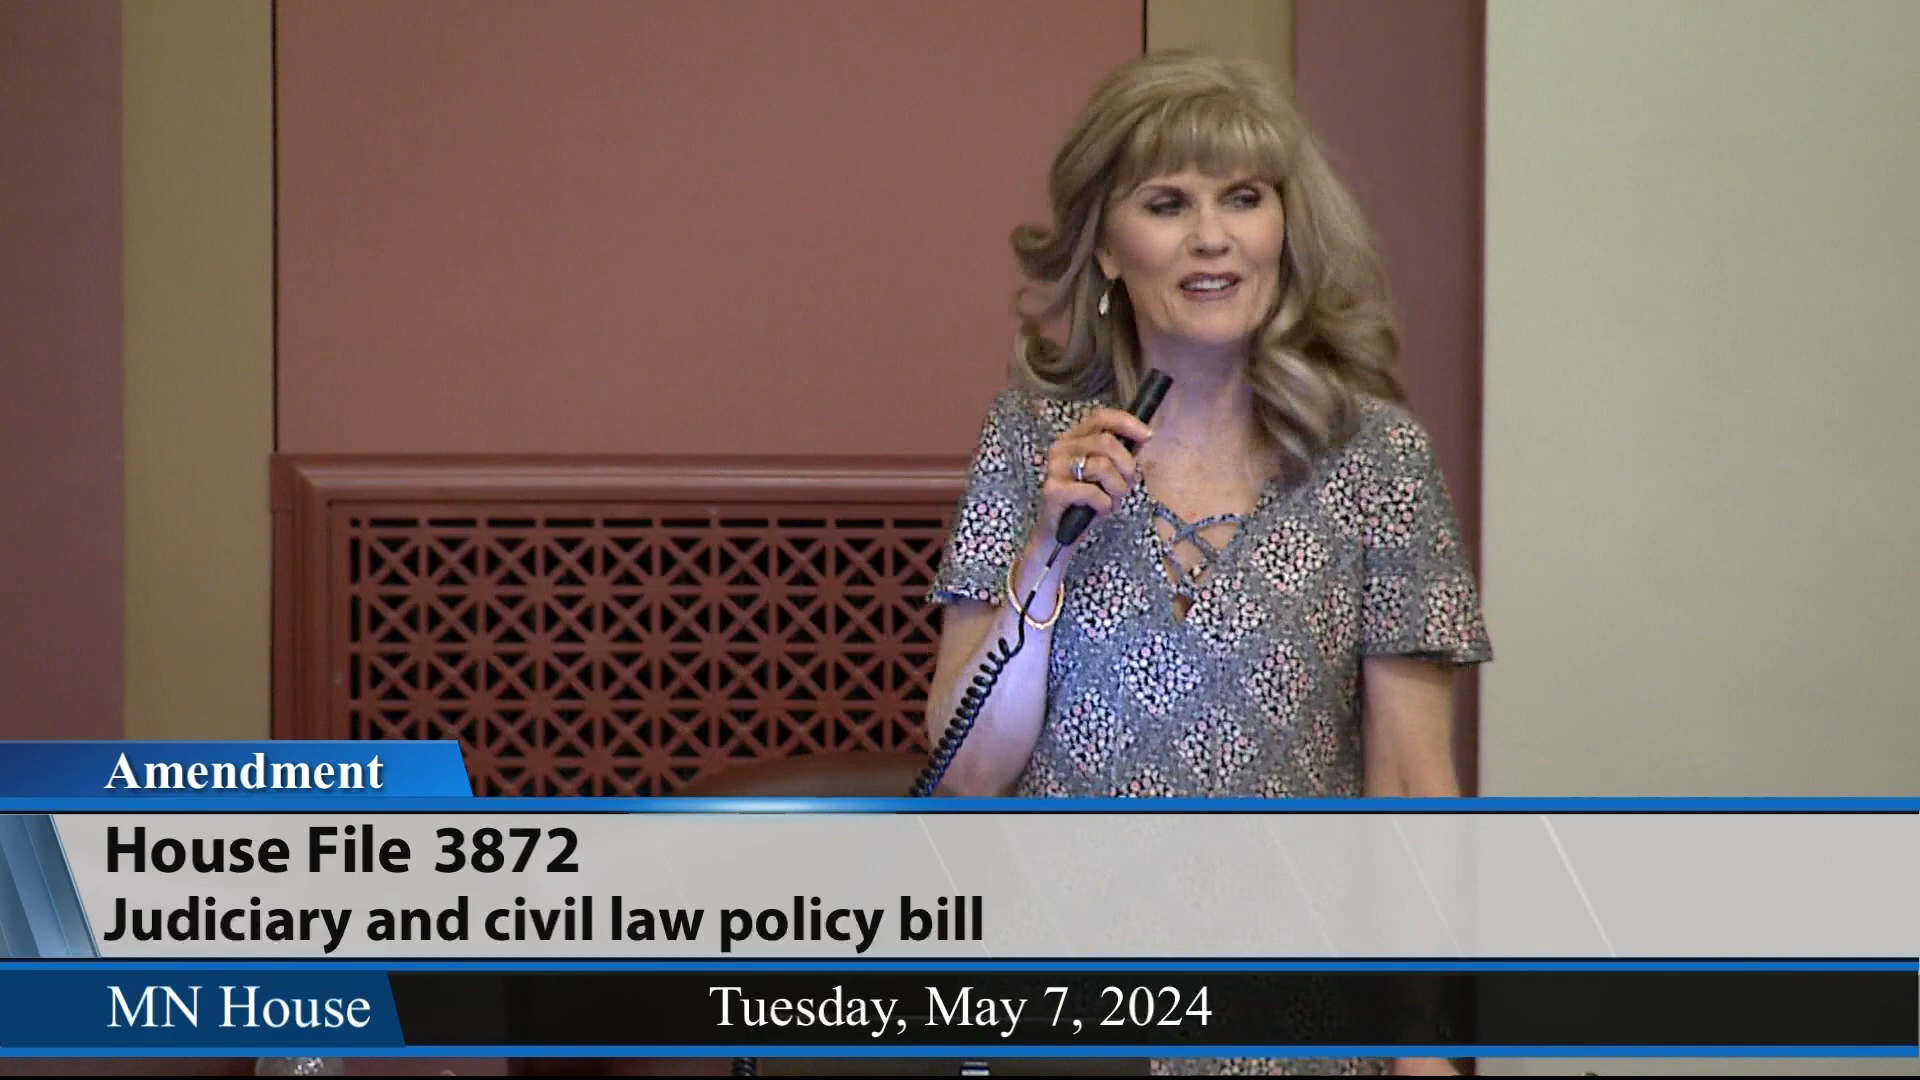 Amendment
House File 3872
Judiciary and civil law policy bill
MN House
Tuesday, May 7, 2024